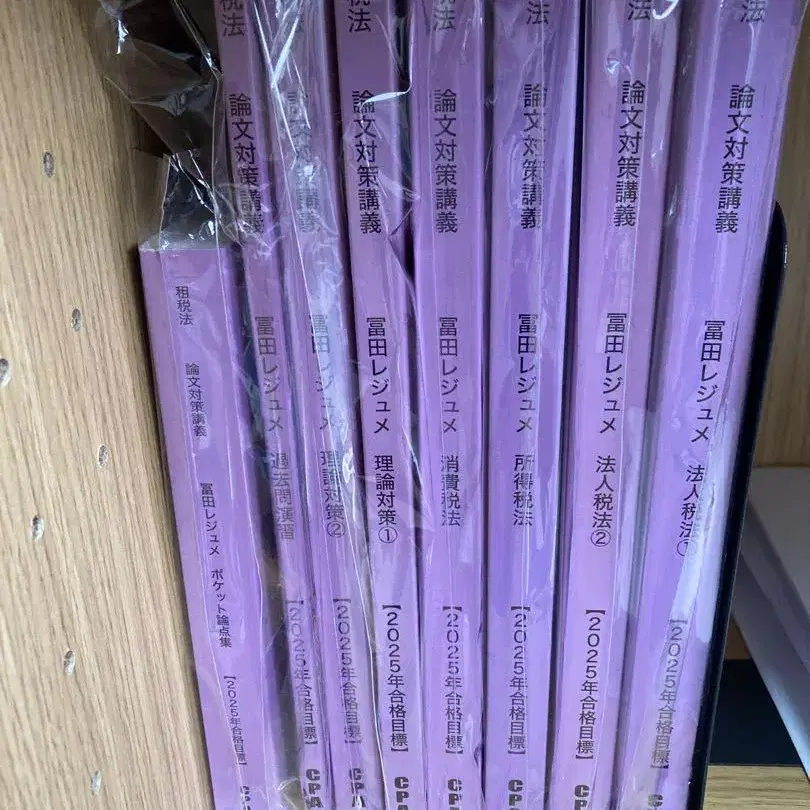 租税法 論文対策講義 冨田レジュメ ポケット論点集 【2025年合格目標】
税法 論文対策講義 冨田レジュメ 過去問演習 【2025年合格目標】 CPA
論文対策講義 冨田レジュメ 理論対策② 【2025年合格目標】 CPA
税法 論文対策講義 冨田レジュメ 理論対策① 【2025年合格目標】 CPA
法 論文対策講義 冨田レジュメ 消費税法 【2025年合格目標】 CPA
法 論文対策講義 冨田レジュメ 所得税法 【2025年合格目標】 CPA
法 論文対策講義 冨田レジュメ 法人税法② 【2025年合格目標】 CPA
法 論文対策講義 冨田レジュメ 法人税法① 【2025年合格目標】